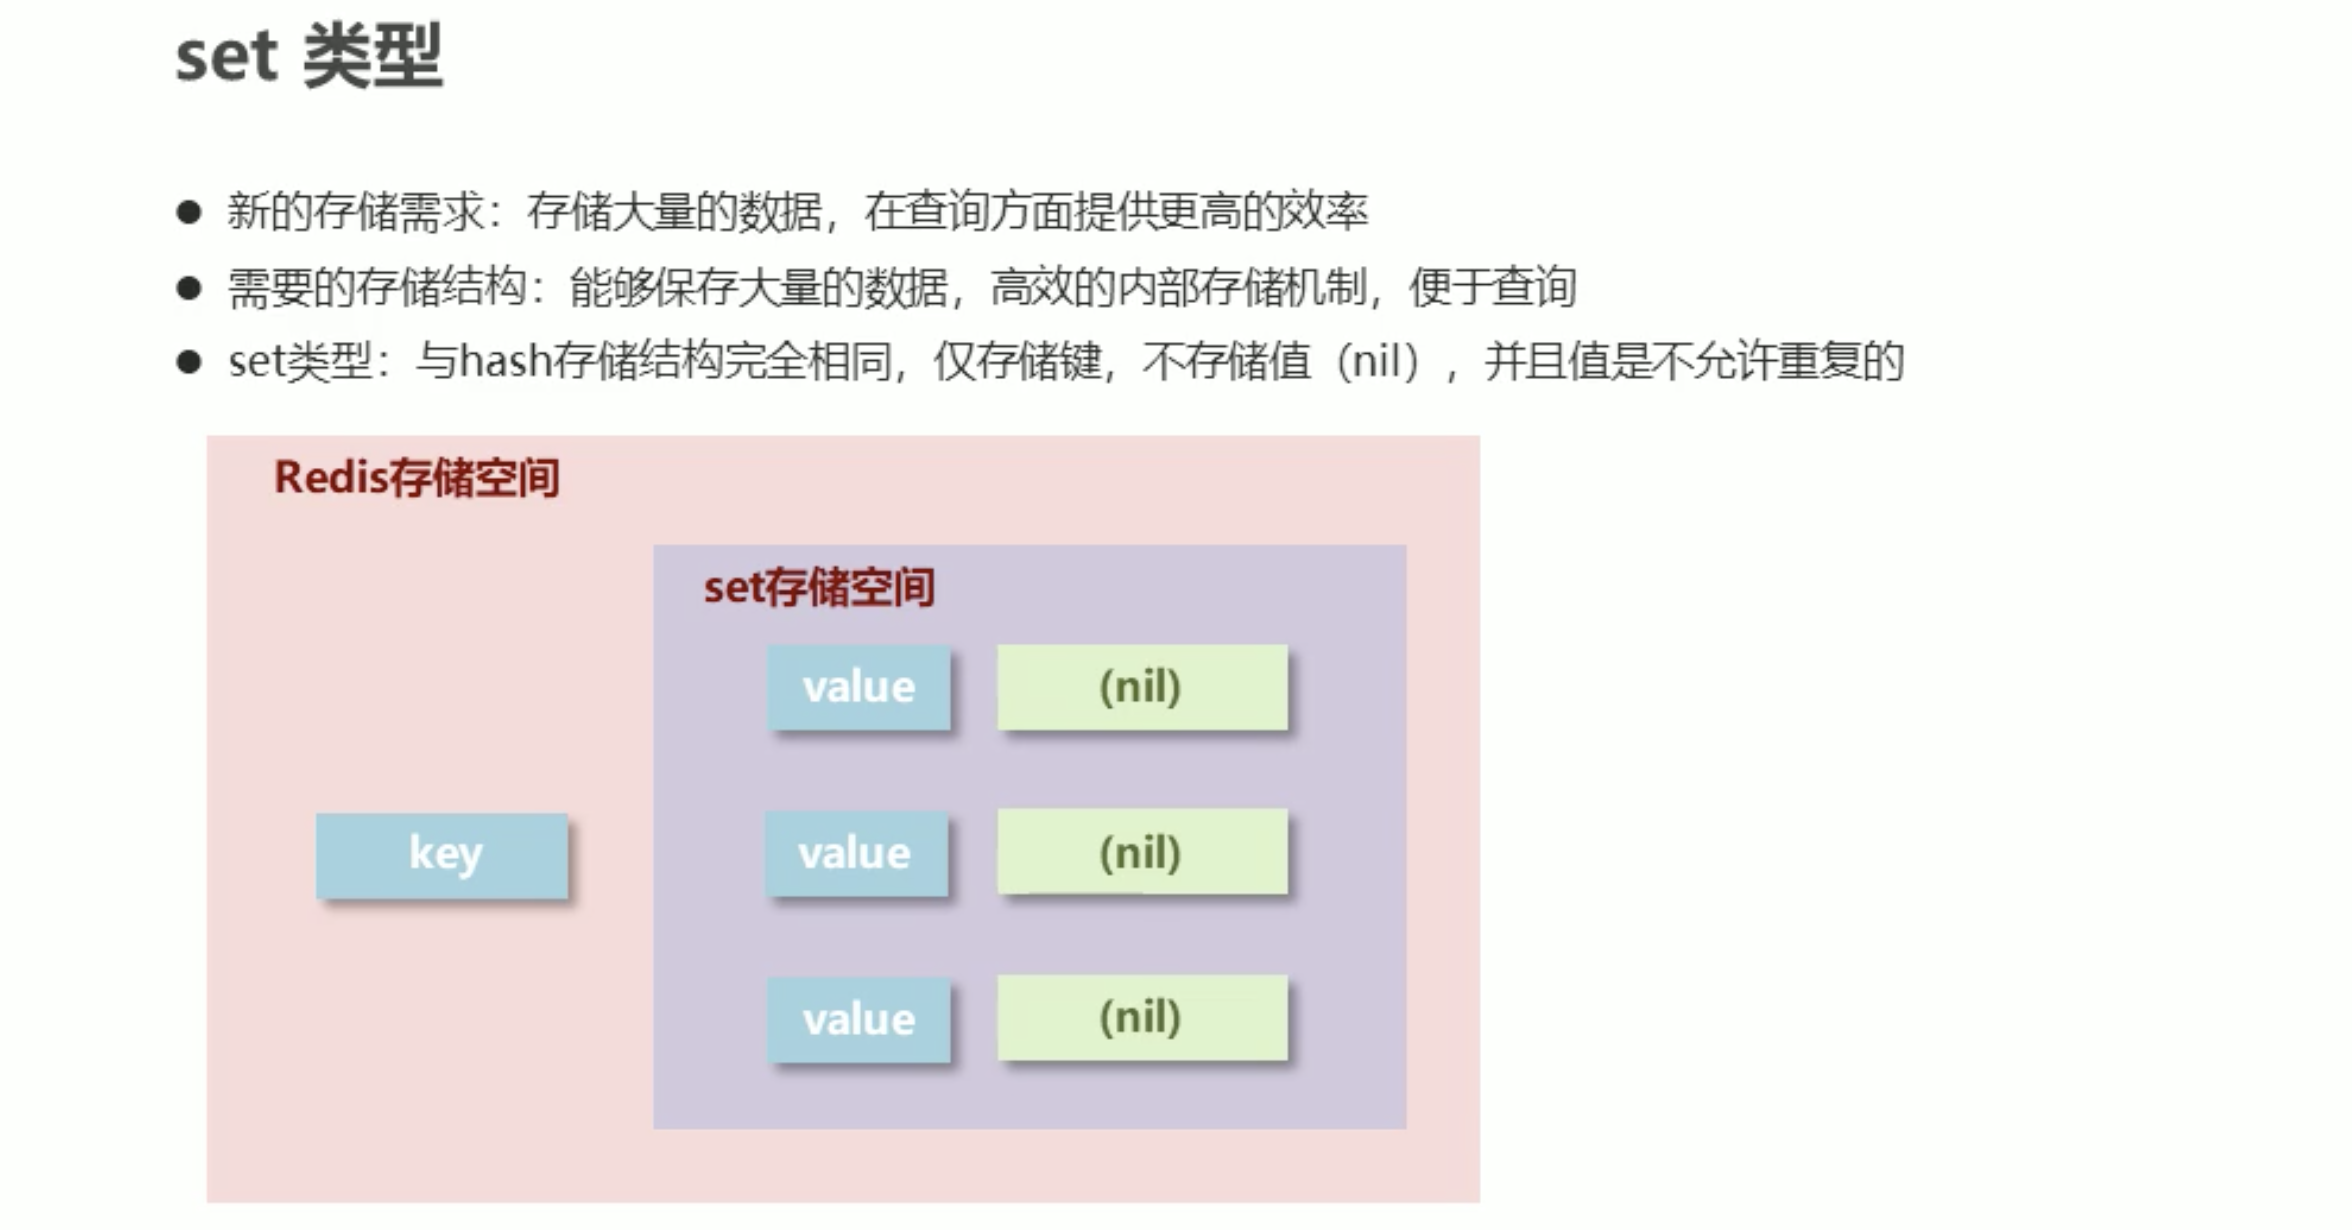 set 类型
● 新的存储需求：存储大量的数据，在查询方面提供更高的效率
● 需要的存储结构：能够保存大量的数据，高效的内部存储机制，便于查询
● set类型：与hash存储结构完全相同，仅存储键，不存储值（nil），并且值是不允许重复的
Redis存储空间
set存储空间
value (nil)
key value (nil)
value (nil)